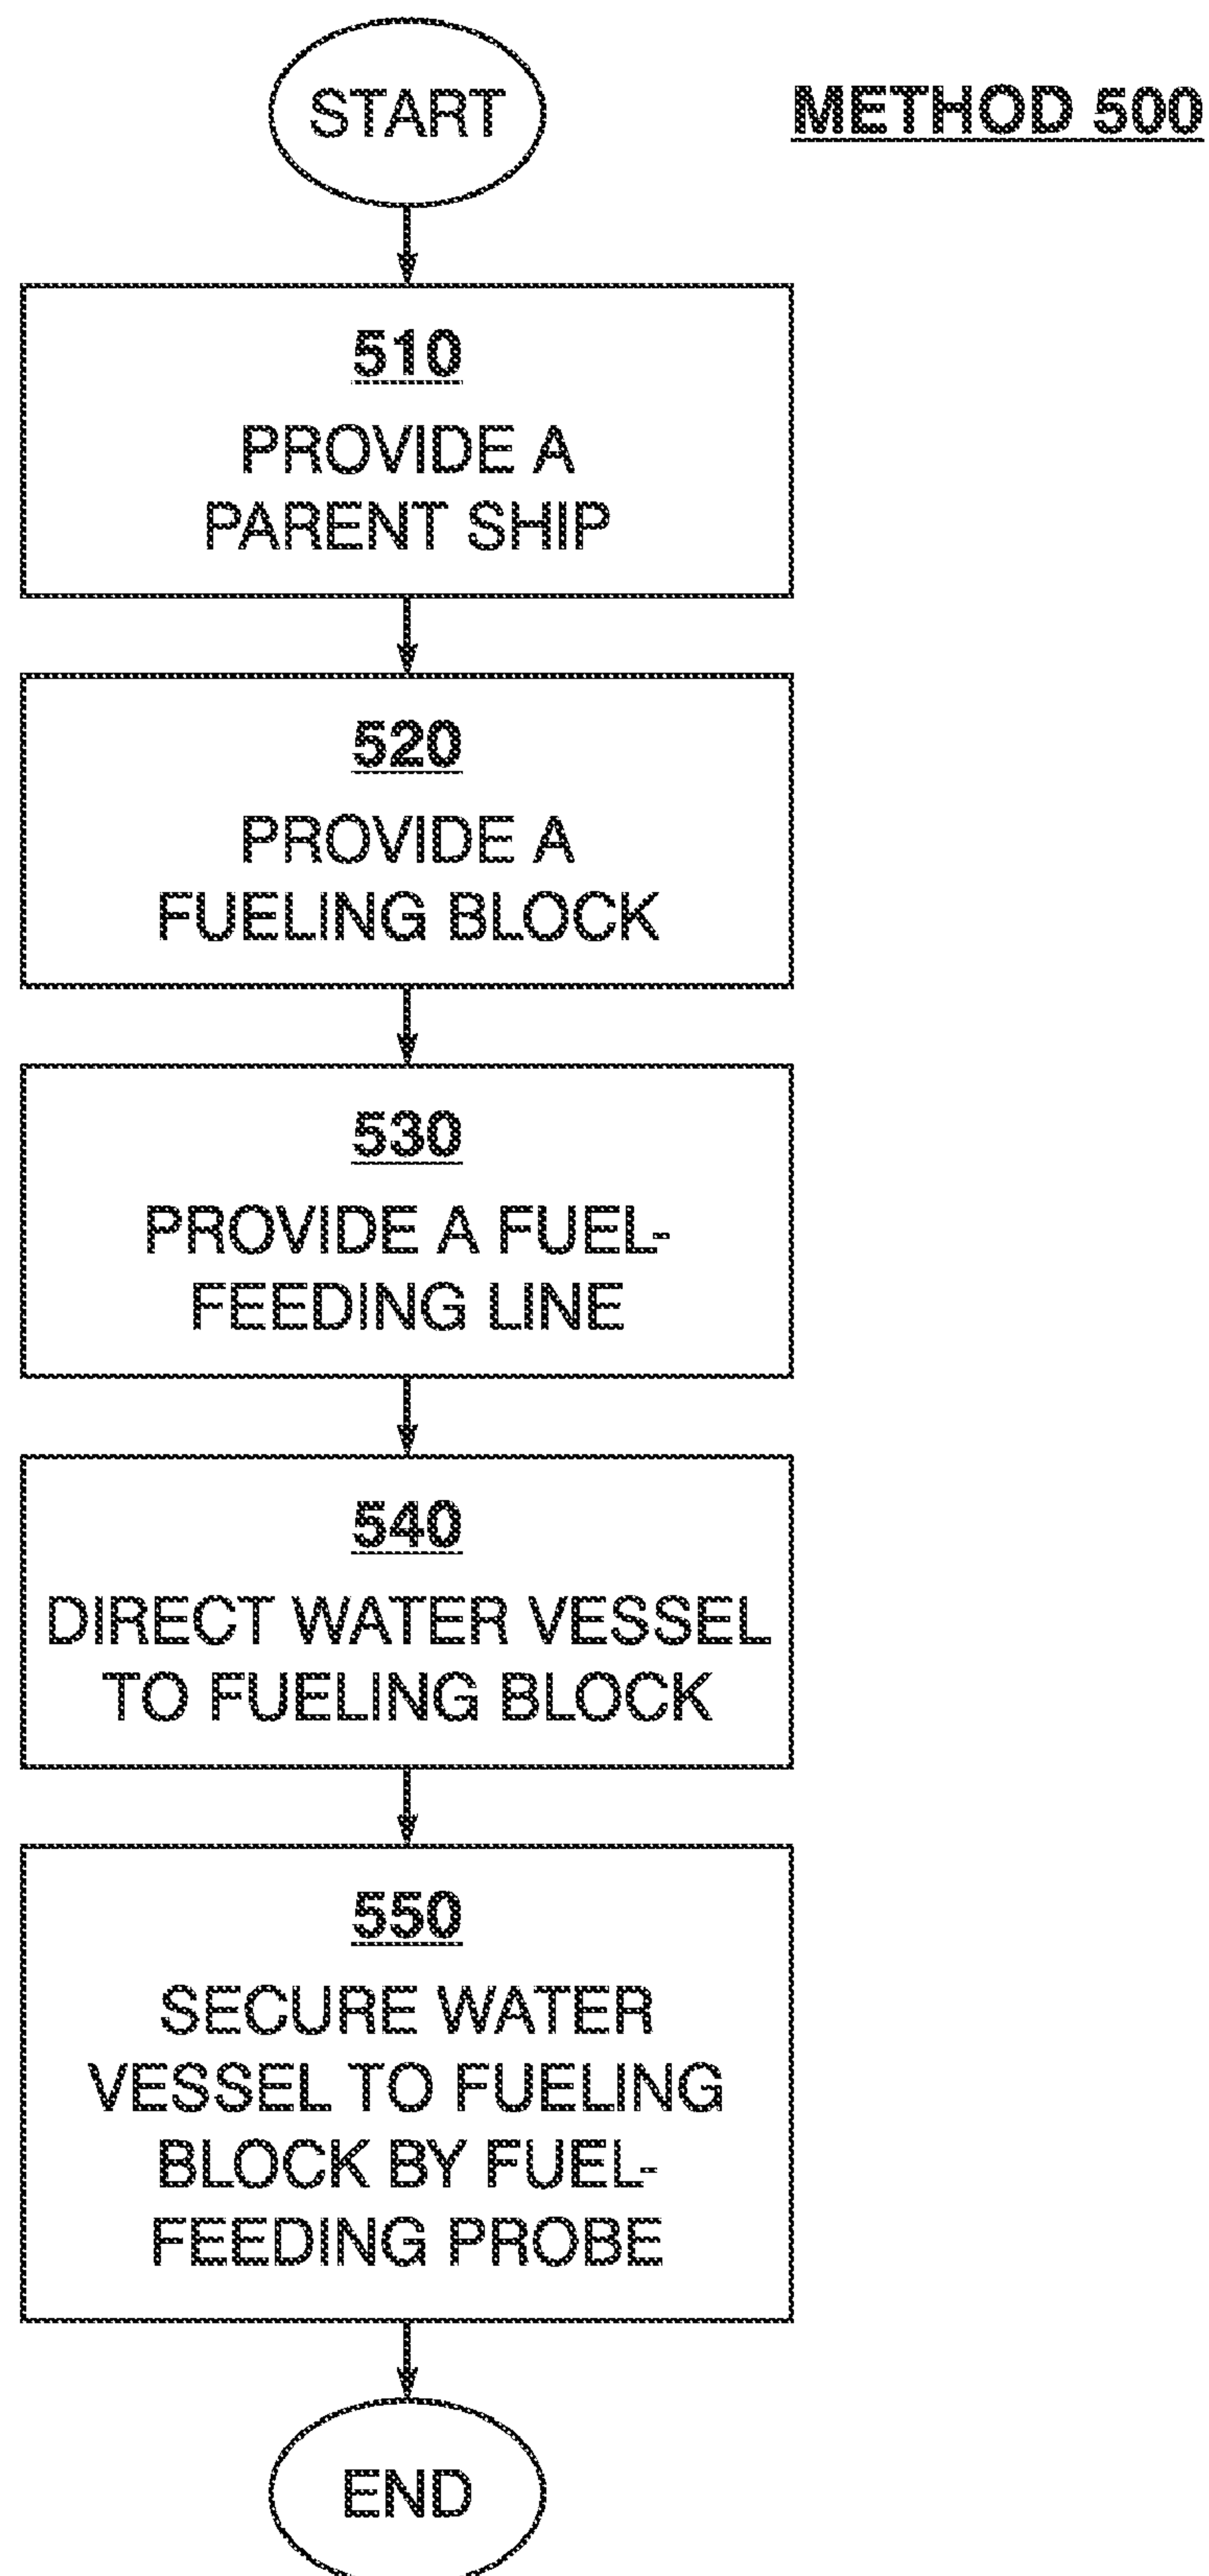 START
METHOD 500
510
PROVIDE A
PARENT SHIP
520
PROVIDE A
FUELING BLOCK
530
PROVIDE A FUEL-
FEEDING LINE
540
DIRECT WATER VESSEL
TO FUELING BLOCK
550
SECURE WATER
VESSEL TO FUELING
BLOCK BY FUEL-
FEEDING PROBE
END